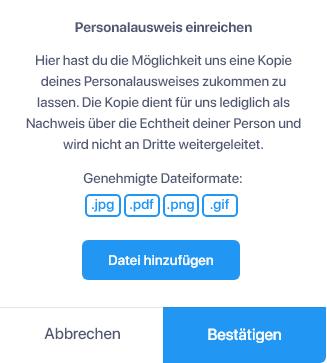 Personalausweis einreichen
Hier hast du die Möglichkeit uns eine Kopie
deines Personalausweises zukommen zu
lassen. Die Kopie dient für uns lediglich als
Nachweis über die Echtheit deiner Person und
wird nicht an Dritte weitergeleitet.
Genehmigte Dateiformate:
.jpg .pdf .png .gif
Datei hinzufügen
Abbrechen Bestätigen